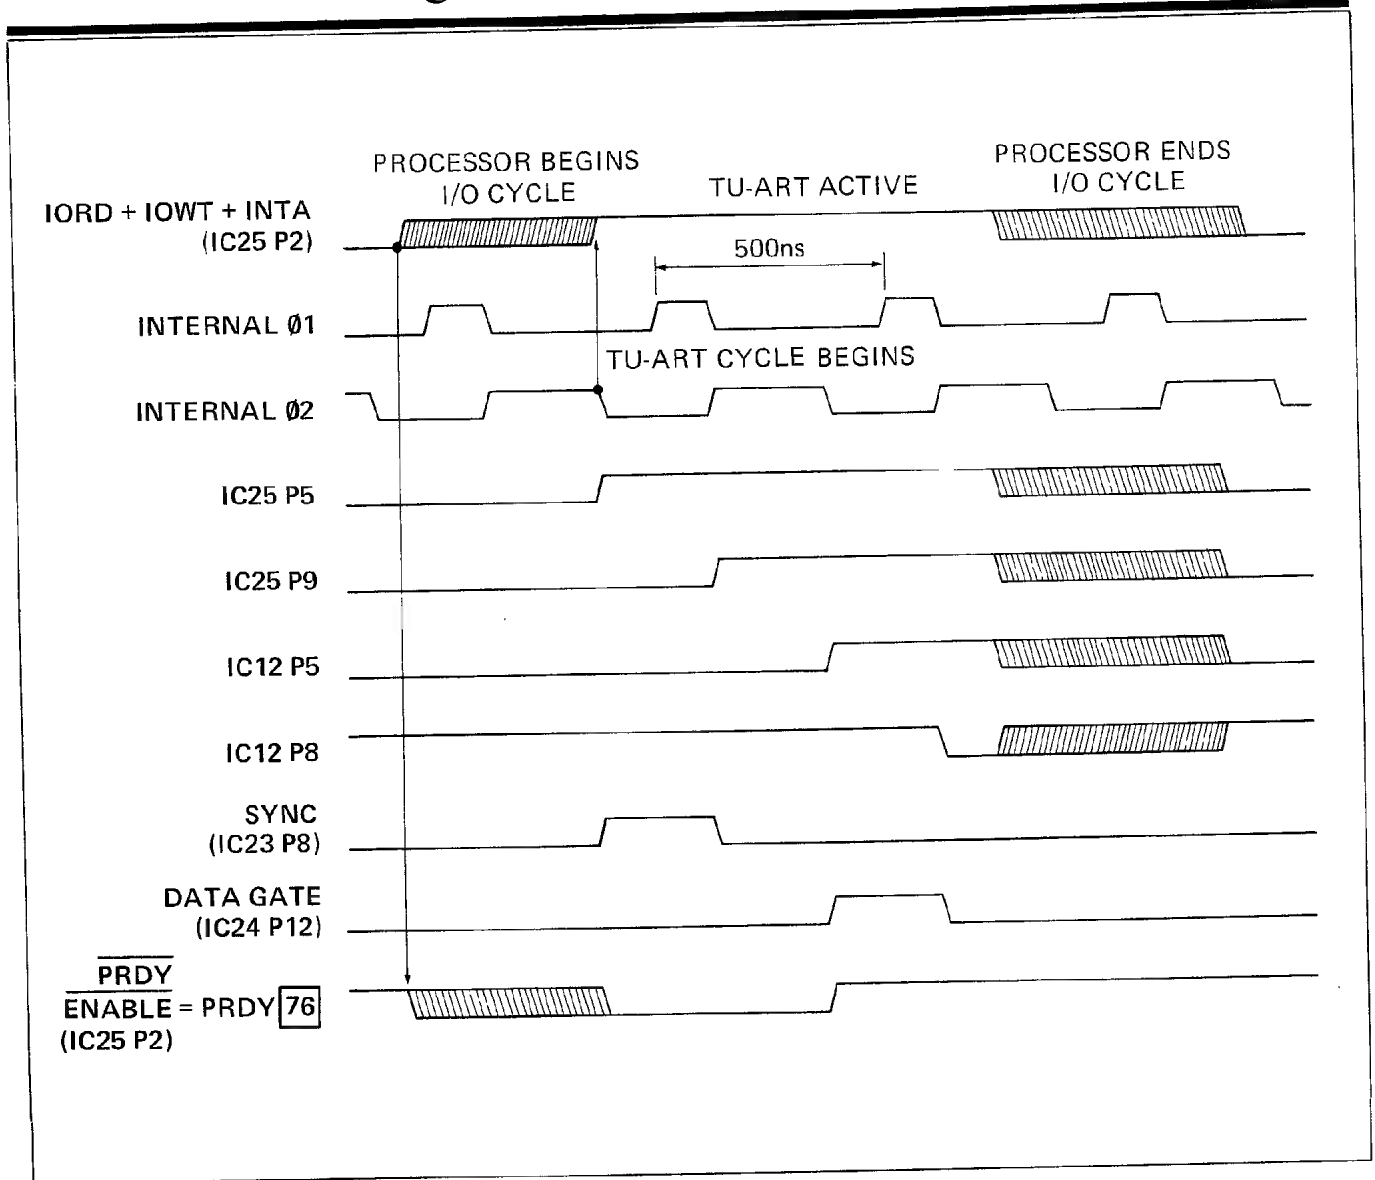 PROCESSOR BEGINS
I/O CYCLE
TU-ART ACTIVE
PROCESSOR ENDS
I/O CYCLE
IORD + IOWT + INTA
(IC25 P2)
500ns
INTERNAL Ø1
TU-ART CYCLE BEGINS
INTERNAL Ø2
IC25 P5
IC25 P9
IC12 P5
IC12 P8
SYNC
(IC23 P8)
DATA GATE
(IC24 P12)
PRDY
ENABLE = PRDY 76
(IC25 P2)